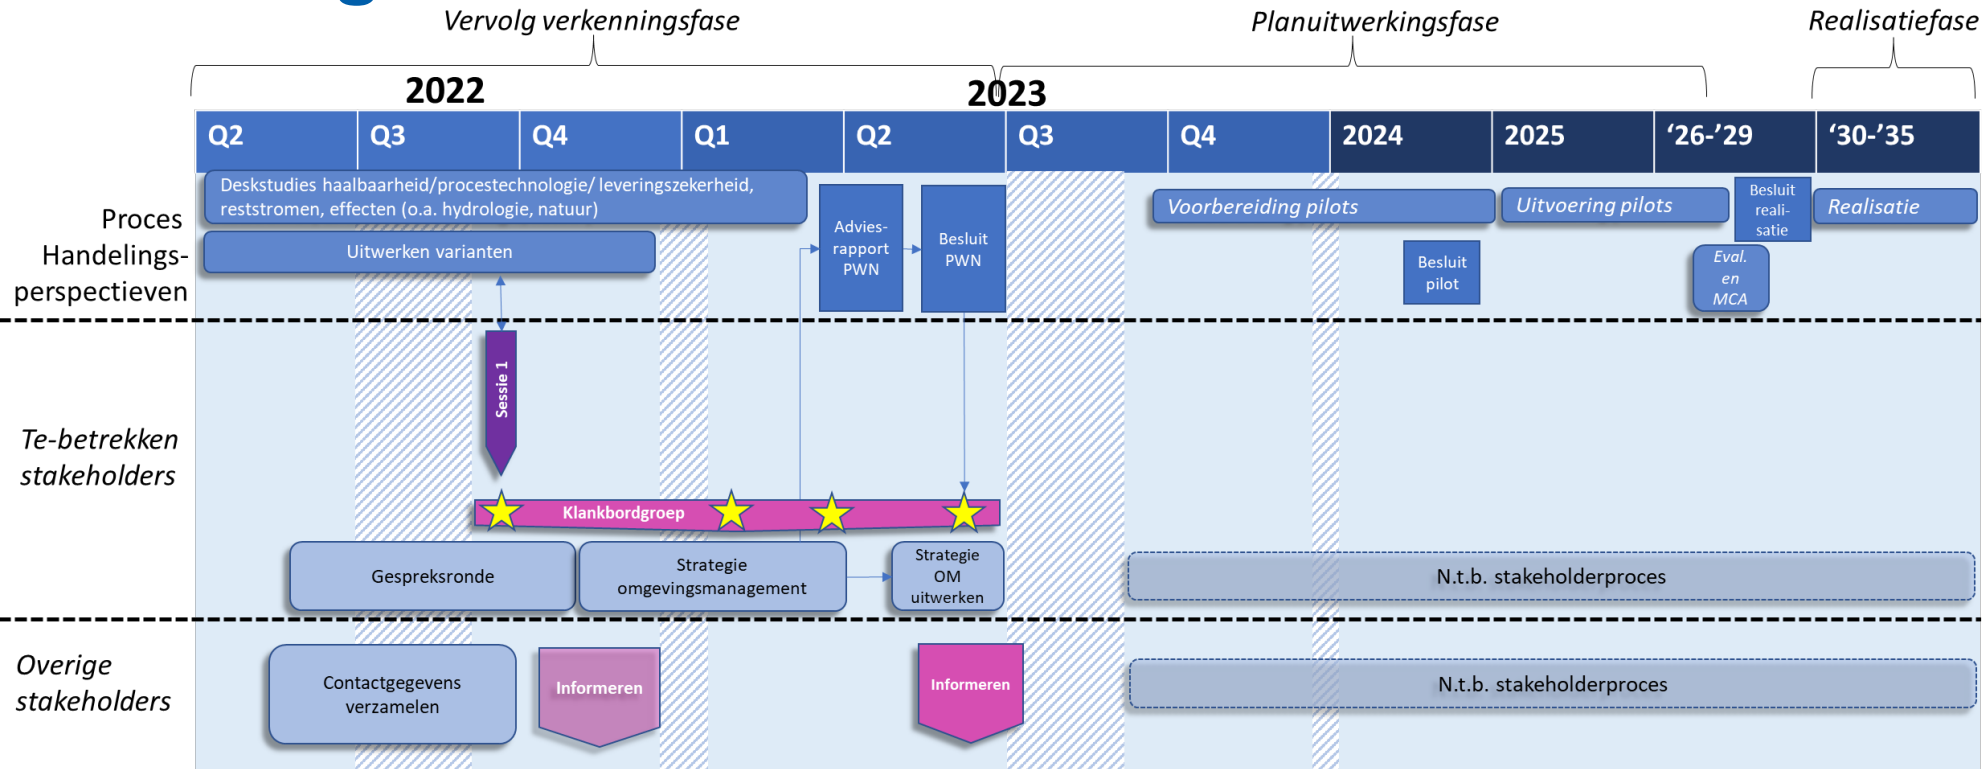 Vervolg verkenningsfase
Planuitwerkingsfase
Realisatiefase
2022
2023
Q2
Q3
Q4
Q1
Q2
Q3
Q4
2024
2025
‘26-’29
‘30-’35
Proces
Handelings-
perspectieven
Deskstudies haalbaarheid/procestechnologie/ leveringszekerheid,
reststromen, effecten (o.a. hydrologie, natuur)
Uitwerken varianten
Advies-
rapport
PWN
Besluit
PWN
Voorbereiding pilots
Besluit
pilot
Uitvoering pilots
Besluit
reali-
satie
Eval.
en
MCA
Realisatie
Te-betrekken
stakeholders
Sessie 1
Klankbordgroep
Gespreksronde
Strategie
omgevingsmanagement
Strategie
OM
uitwerken
N.t.b. stakeholderproces
Overige
stakeholders
Contactgegevens
verzamelen
Informeren
Informeren
N.t.b. stakeholderproces